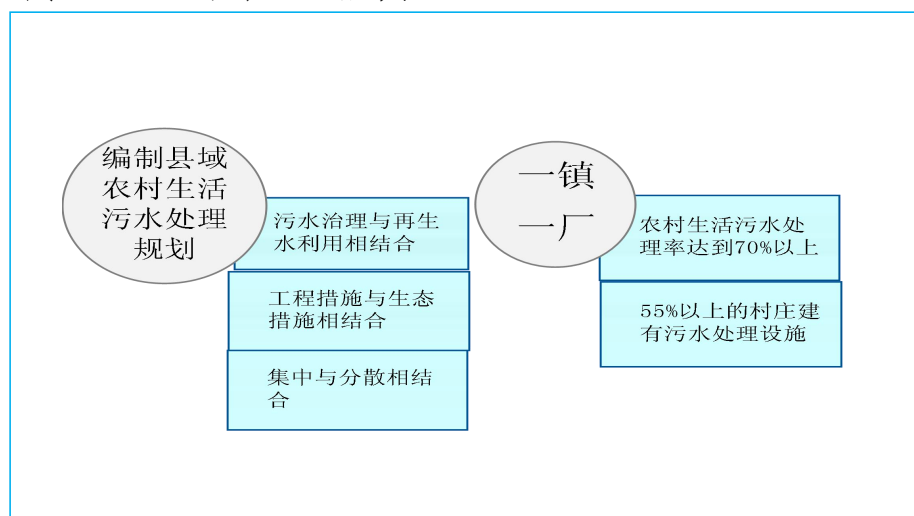 编制县域
农村生活
污水处理
规划
污水治理与再生
水利用相结合
工程措施与生态
措施相结合
集中与分散相结
合
一镇
一厂
农村生活污水处
理率达到70%以上
55%以上的村庄建
有污水处理设施